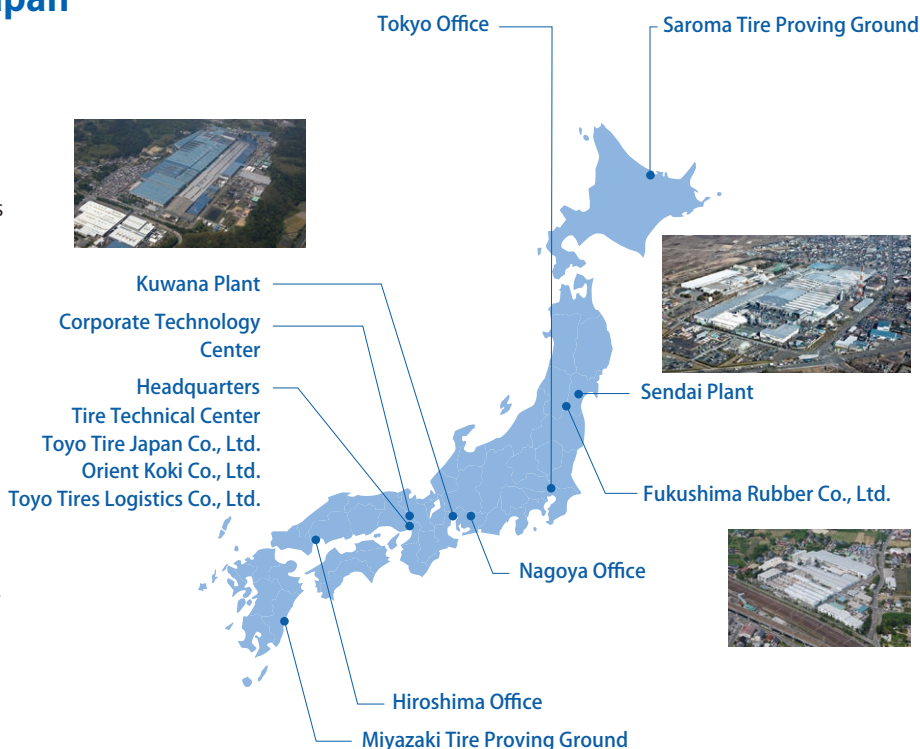 Tokyo Office
Saroma Tire Proving Ground
Kuwana Plant
Corporate Technology
Center
Headquarters
Tire Technical Center
Toyo Tire Japan Co., Ltd.
Orient Koki Co., Ltd.
Toyo Tires Logistics Co., Ltd.
Sendai Plant
Fukushima Rubber Co., Ltd.
Nagoya Office
Hiroshima Office
Miyazaki Tire Proving Ground